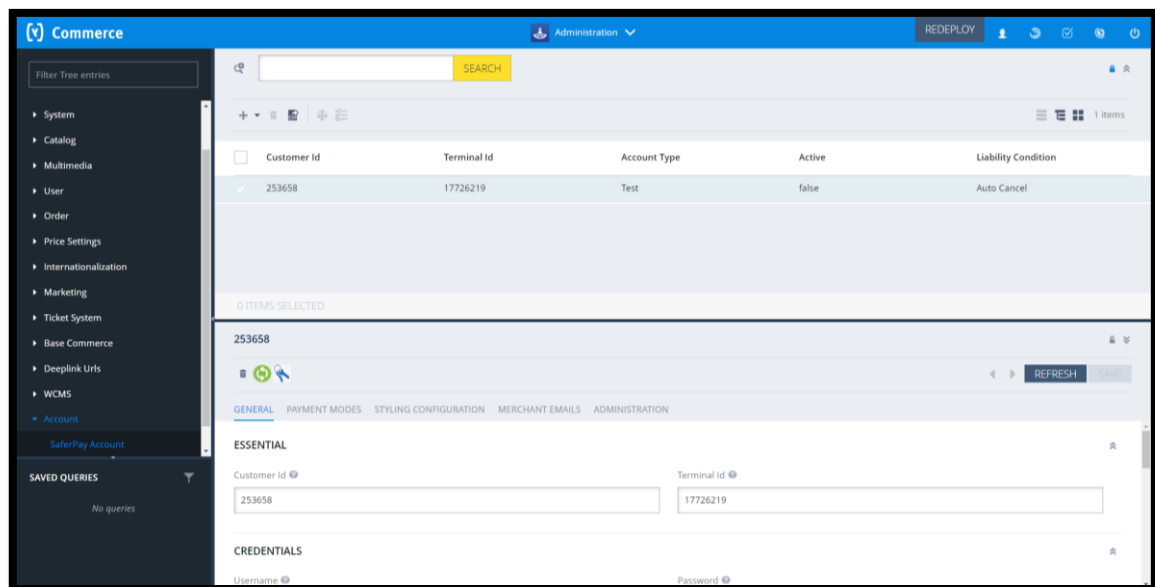 (y) Commerce
Administration
REDEPLOY
Filter Tree entries
System
Catalog
Multimedia
User
Order
Price Settings
Internationalization
Marketing
Ticket System
Base Commerce
Deeplink Urls
WCMS
Account
SaferPay Account
SAVED QUERIES
No queries
SEARCH
1 items
Customer Id Terminal Id Account Type Active Liability Condition
253658 17726219 Test false Auto Cancel
0 ITEMS SELECTED
253658
REFRESH SAVE
GENERAL PAYMENT MODES STYLING CONFIGURATION MERCHANT EMAILS ADMINISTRATION
ESSENTIAL
Customer Id Terminal Id
253658 17726219
CREDENTIALS
Username Password